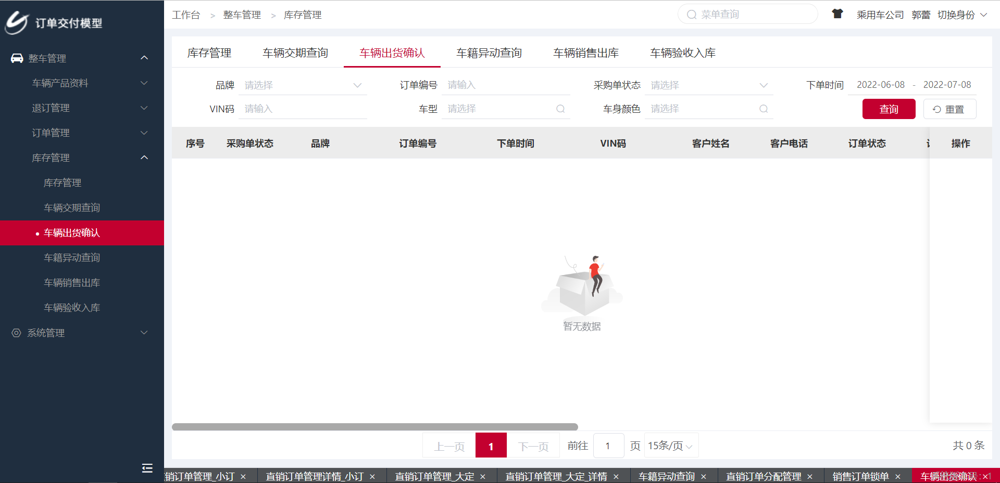 订单交付模型
工作台 > 整车管理 > 库存管理
菜单查询
乘用车公司 郭蕾 切换身份
整车管理
车辆产品资料
退订管理
订单管理
库存管理
库存管理
车辆交期查询
车辆出货确认
车籍异动查询
车辆销售出库
车辆验收入库
系统管理
库存管理 车辆交期查询 车辆出货确认 车籍异动查询 车辆销售出库 车辆验收入库
品牌 请选择 订单编号 请输入 采购单状态 请选择 下单时间 2022-06-08 - 2022-07-08
VIN码 请输入 车型 请选择 车身颜色 请选择 查询 重置
序号 采购单状态 品牌 订单编号 下单时间 VIN码 客户姓名 客户电话 订单状态 操作
暂无数据
上一页 1 下一页 前往 1 页 15条/页 共 0 条
销订单管理_小订 × 直销订单管理详情_小订 × 直销订单管理_大定 × 直销订单管理_大定_详情 × 车籍异动查询 × 直销订单分配管理 × 销售订单锁单 × 车辆出货确认 ×